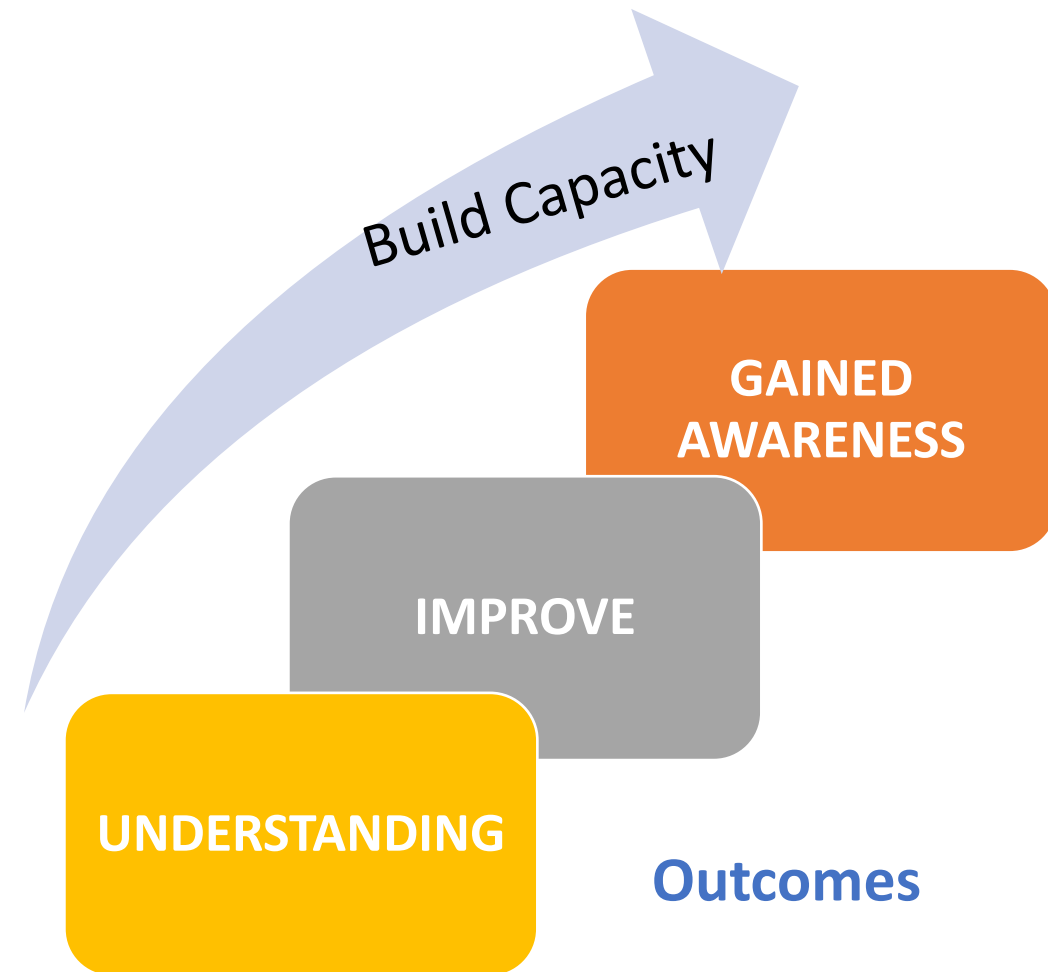 Build Capacity
GAINED
AWARENESS
IMPROVE
UNDERSTANDING
Outcomes